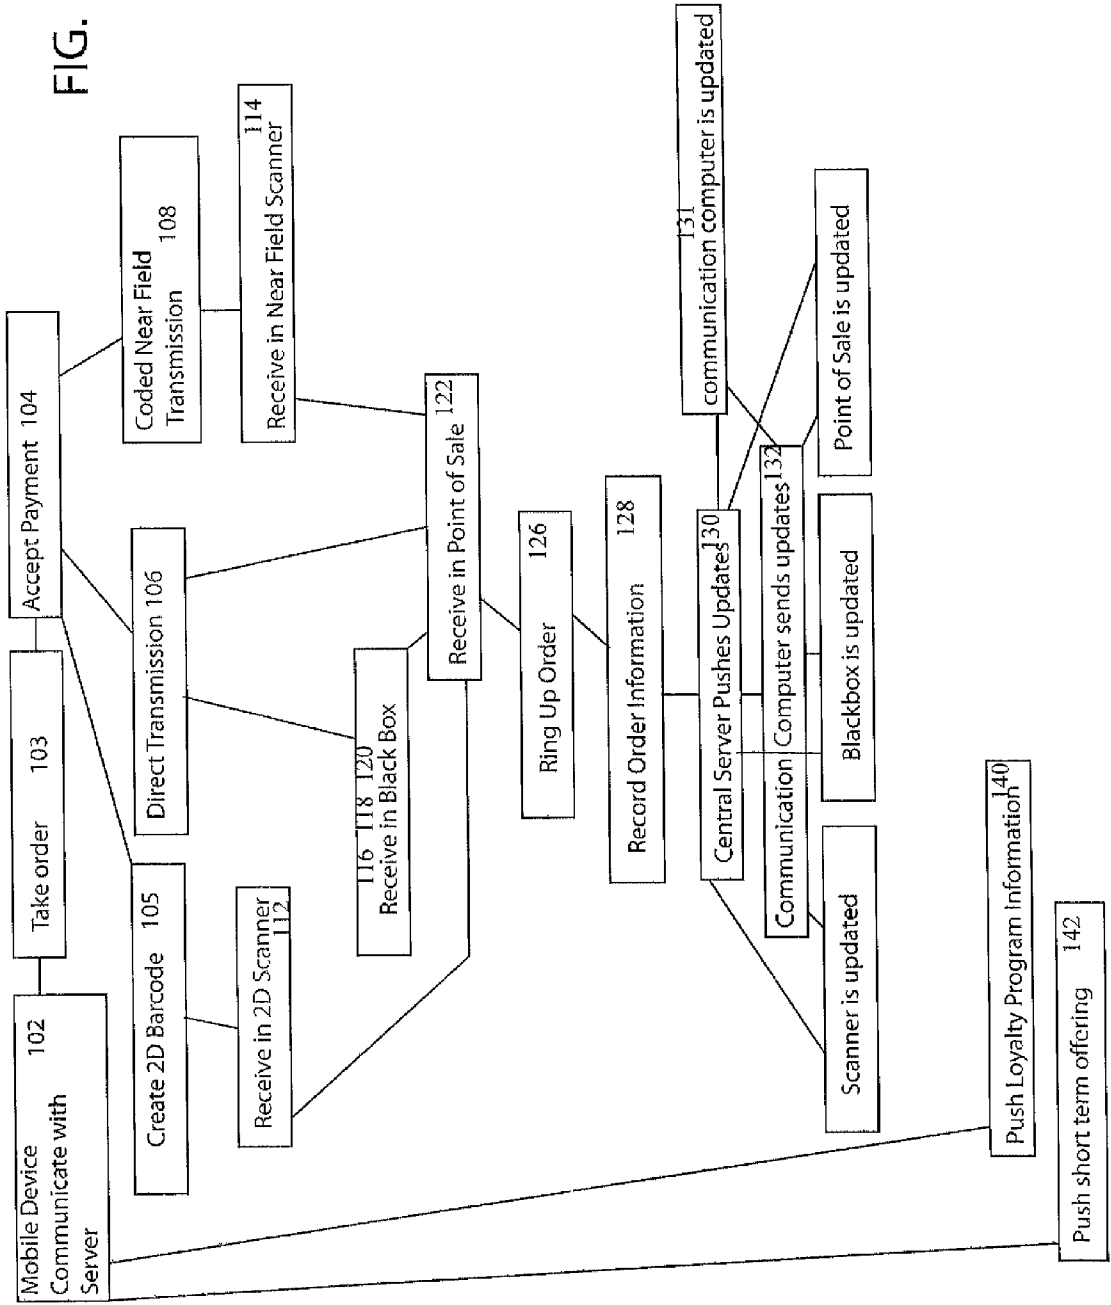 FIG.
Mobile Device
Communicate with 102
Server
Take order 103
Accept Payment 104
Create 2D Barcode 105
Direct Transmission 106
Coded Near Field
Transmission 108
Receive in 2D Scanner
112
Receive in Near Field Scanner
114
116 118 120
Receive in Black Box
Receive in Point of Sale
122
Ring Up Order 126
Record Order Information 128
Central Server Pushes Updates
130
131
communication computer is updated
Communication Computer sends updates
132
Scanner is updated
Blackbox is updated
Point of Sale is updated
Push Loyalty Program Information
140
Push short term offering 142